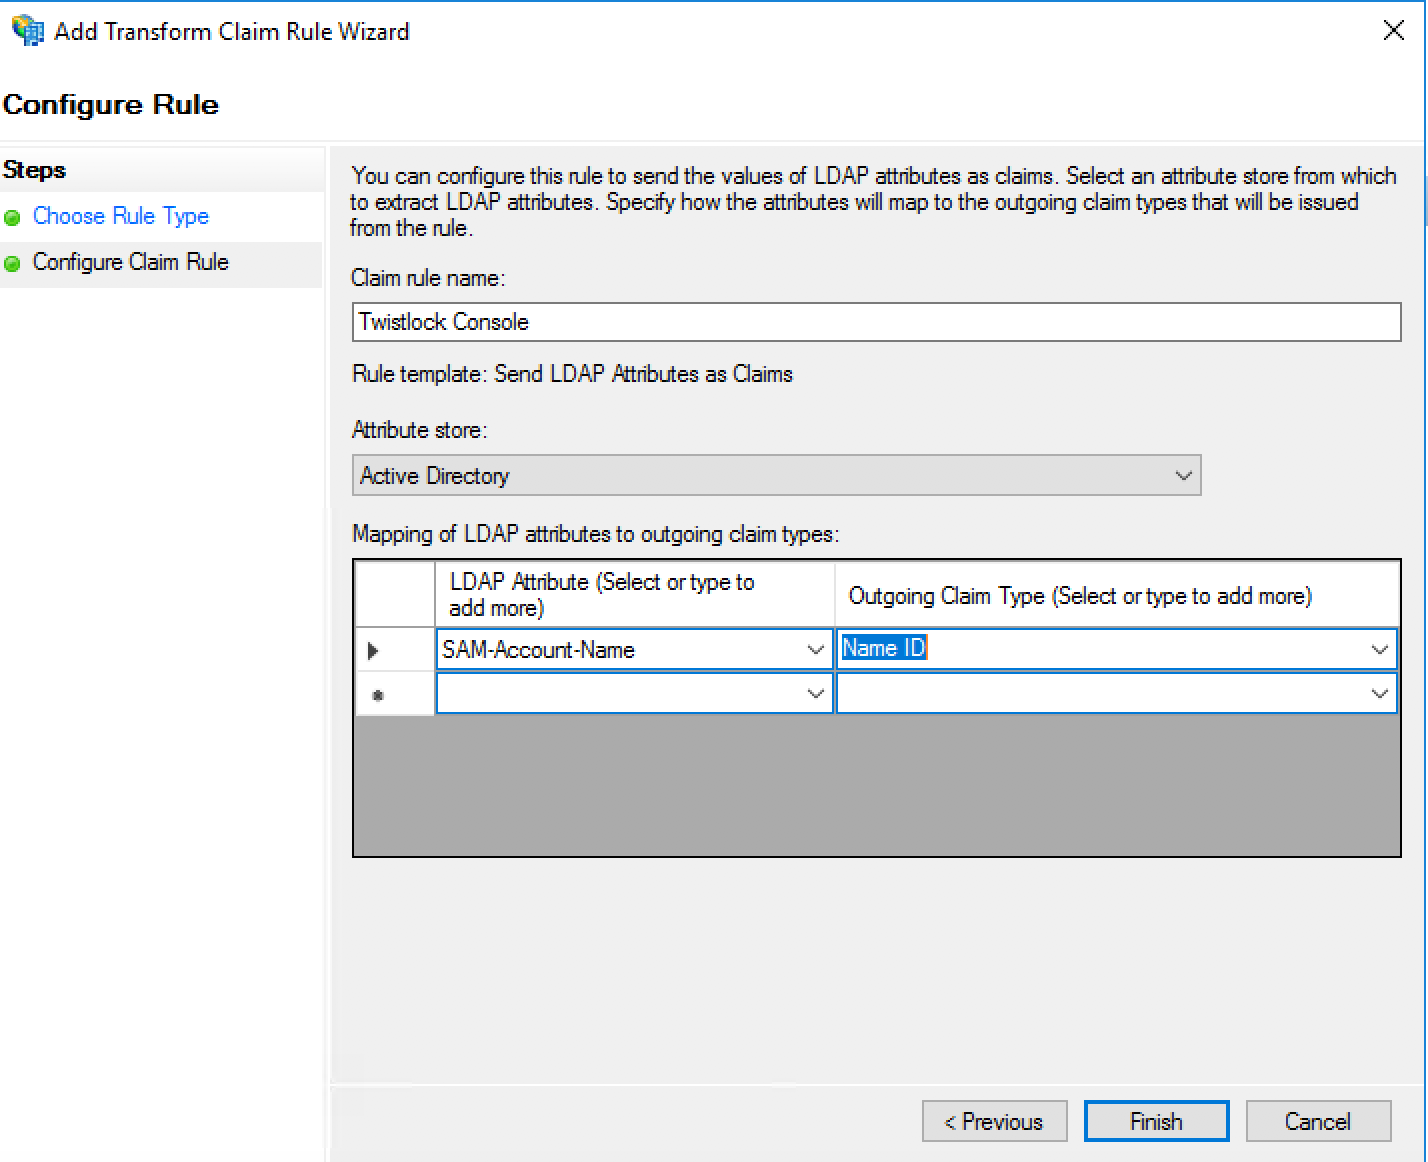 Add Transform Claim Rule Wizard
Configure Rule
Steps
Choose Rule Type
Configure Claim Rule
You can configure this rule to send the values of LDAP attributes as claims. Select an attribute store from which
to extract LDAP attributes. Specify how the attributes will map to the outgoing claim types that will be issued
from the rule.
Claim rule name:
Twistlock Console
Rule template: Send LDAP Attributes as Claims
Attribute store:
Active Directory
Mapping of LDAP attributes to outgoing claim types:
LDAP Attribute (Select or type to
add more)
Outgoing Claim Type (Select or type to add more)
SAM-Account-Name
Name ID
< Previous
Finish
Cancel